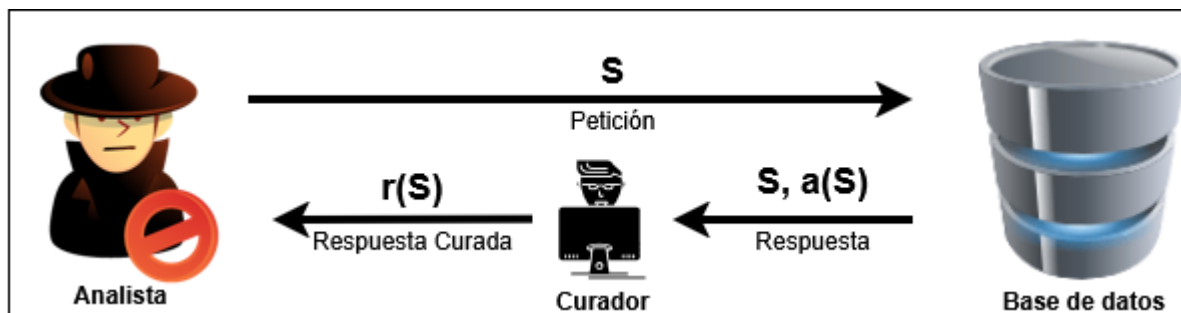 S
Petición
r(S)
Respuesta Curada
S, a(S)
Respuesta
Analista
Curador
Base de datos